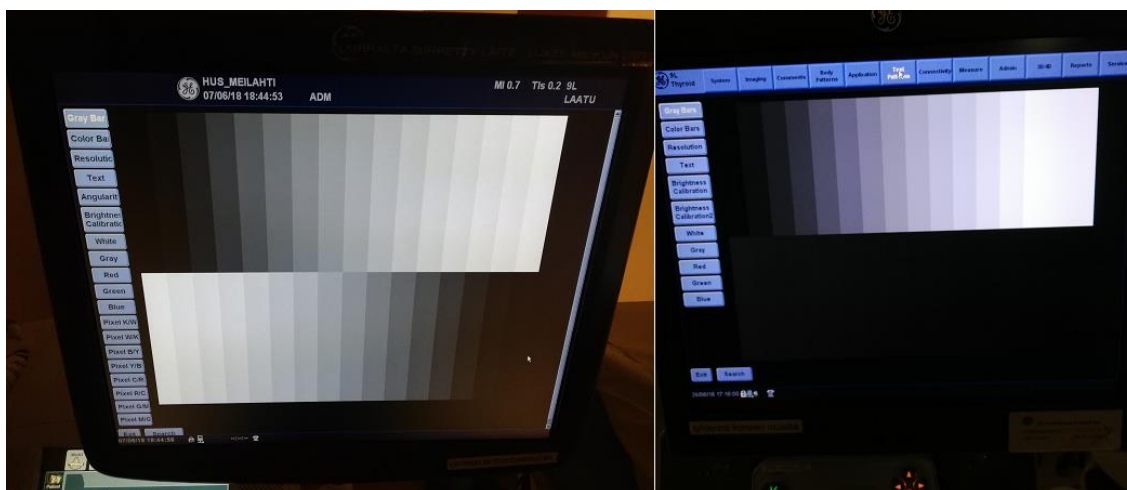 HUS_MEILAHTI
07/06/18 18:44:53 ADM
MI 0.7 TIs 0.2 9L
LAATU
Gray Bar
Color Ba
Resolutic
Text
Angularit
Brightnes
Calibratic
White
Gray
Red
Green
Blue
Pixel K/W
Pixel W/K
Pixel B/Y
Pixel Y/B
Pixel C/R
Pixel R/C
Pixel G/M
Pixel M/G
Exit Search
07/06/18 18:44:50
9L
Thyroid
System Imaging Comments Body Patterns Application Test Patterns Connectivity Measure Admin 3D/4D Reports Service
Gray Bars
Color Bars
Resolution
Text
Brightness
Calibration
Brightness
Calibration2
White
Gray
Red
Green
Blue
Exit Search